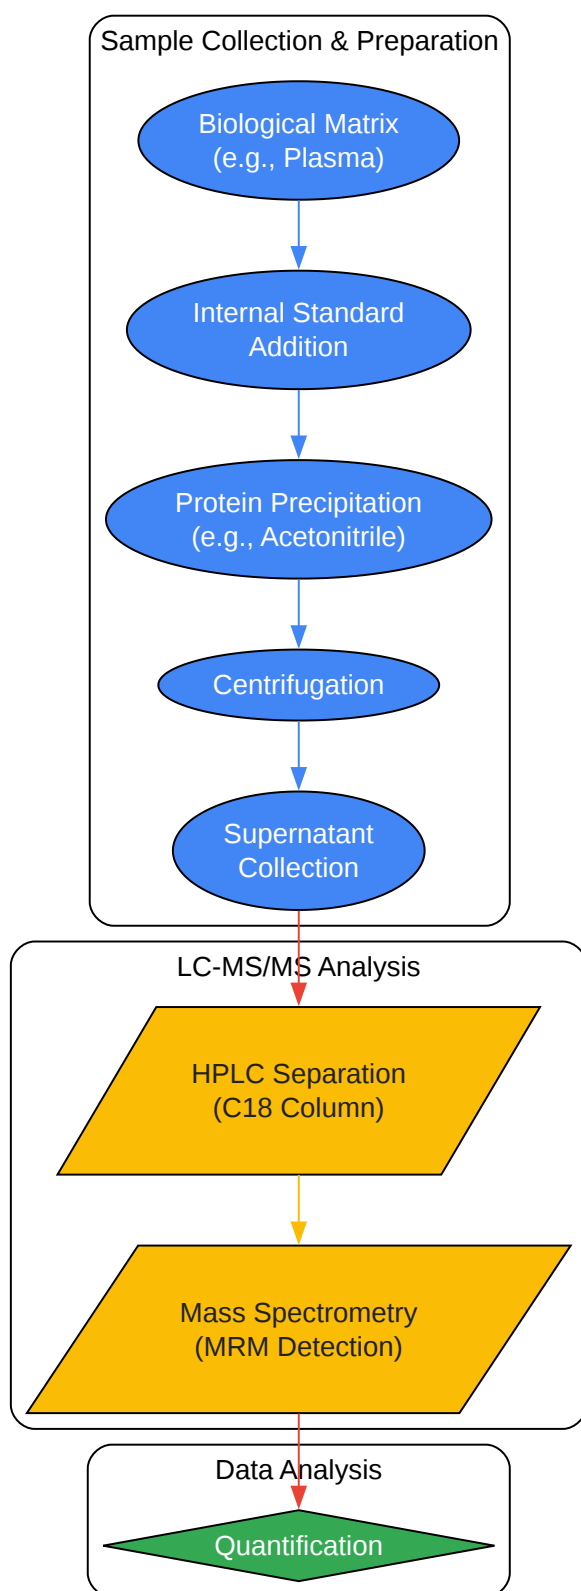 Sample Collection & Preparation
Biological Matrix
(e.g., Plasma)
Internal Standard
Addition
Protein Precipitation
(e.g., Acetonitrile)
Centrifugation
Supernatant
Collection
LC-MS/MS Analysis
HPLC Separation
(C18 Column)
Mass Spectrometry
(MRM Detection)
Data Analysis
Quantification